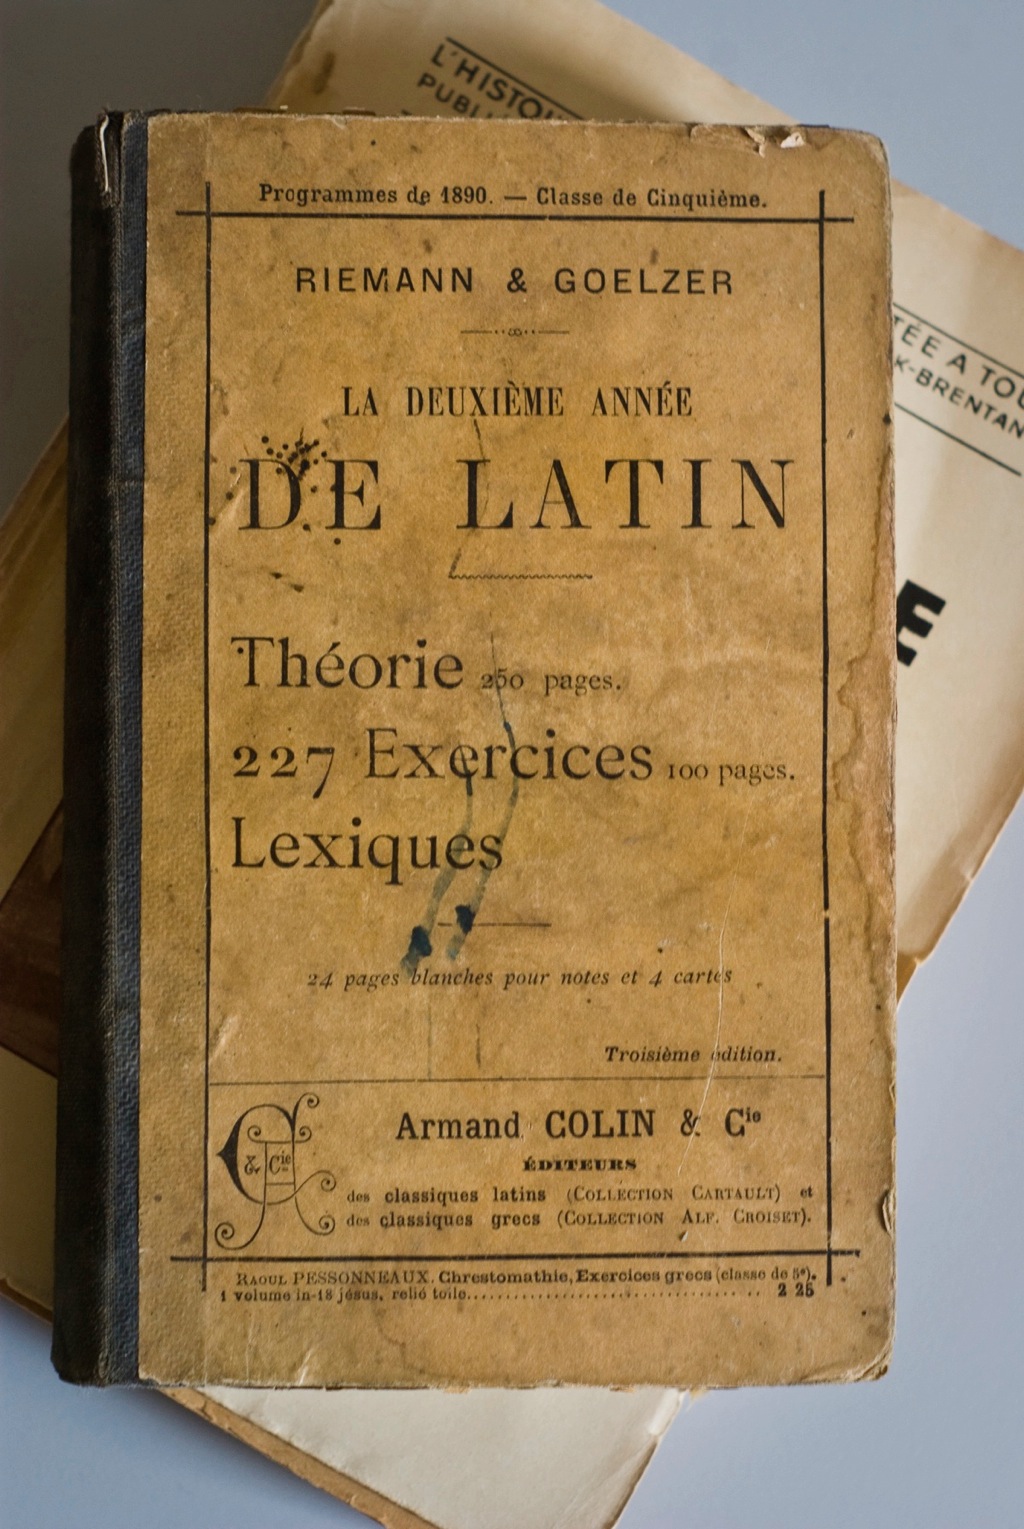 L'HISTOI
PUBLI
Programmes de 1890. — Classe de Cinquième.
RIEMANN & GOELZER
LA DEUXIÈME ANNÉE
DE LATIN
Théorie 250 pages.
227 Exercices 100 pages.
Lexiques
24 pages blanches pour notes et 4 cartes
Troisième édition.
& Cie
Armand COLIN & Cie
ÉDITEURS
des classiques latins (COLLECTION CARTAULT) et
des classiques grecs (COLLECTION ALF. CROISET).
RAOUL PESSONNEAUX. Chrestomathie, Exercices grecs (classe de 5e).
1 volume in-18 jésus, relié toile. 2 25
TÉE A TOU
K-BRENTAN
E